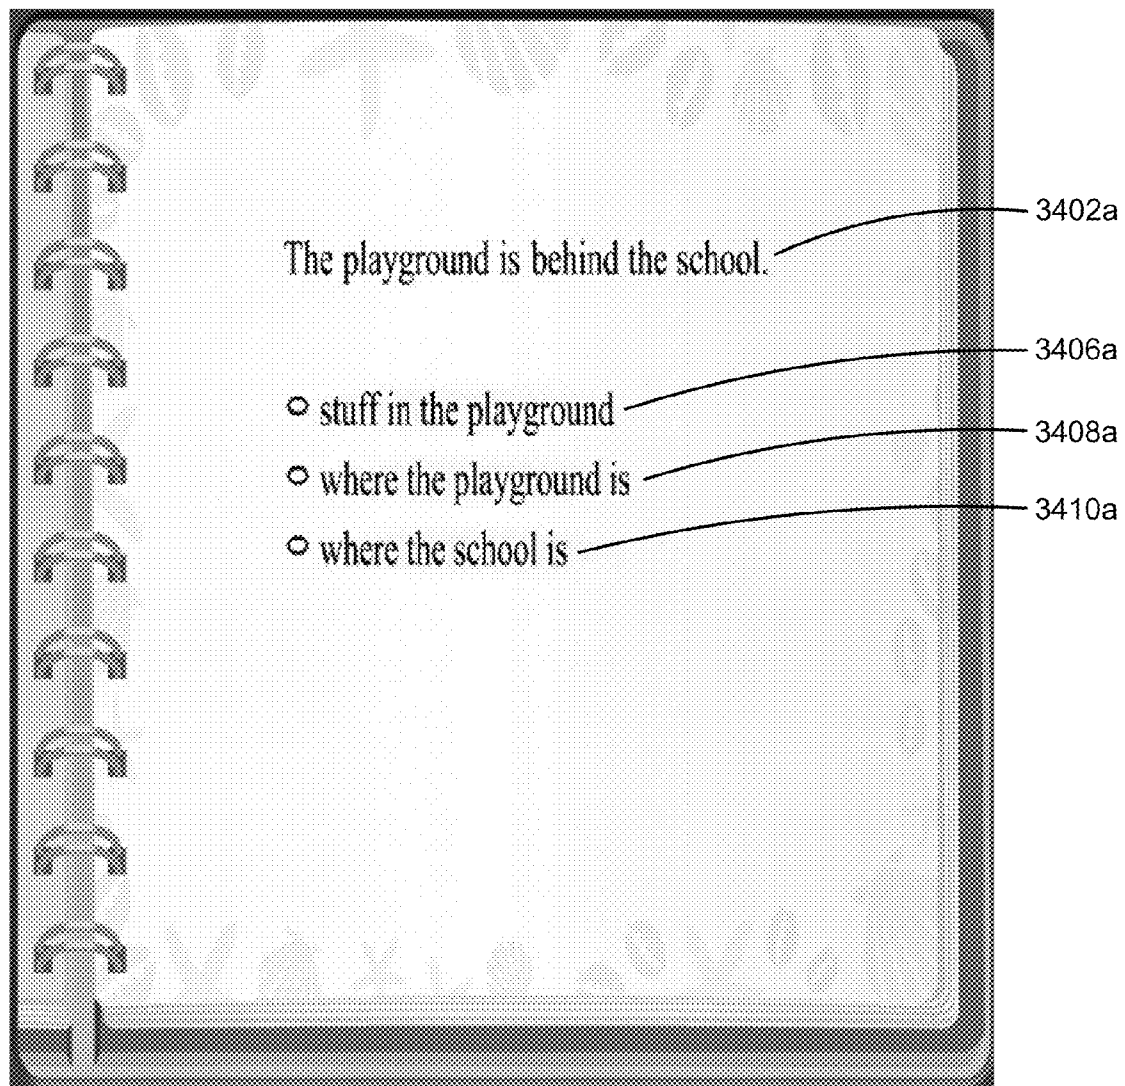 The playground is behind the school.
3402a
stuff in the playground
3406a
where the playground is
3408a
where the school is
3410a